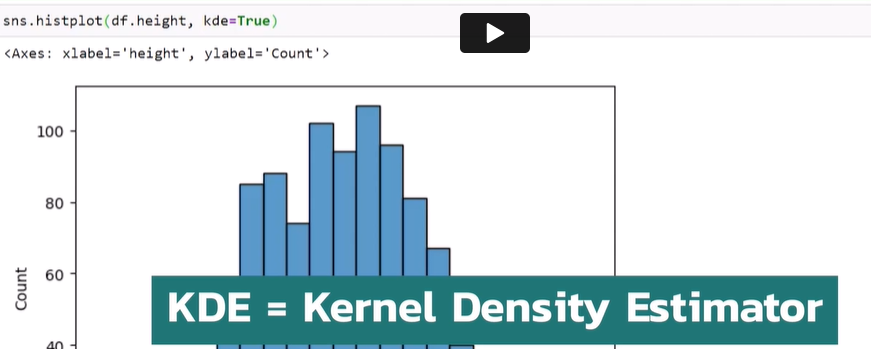 sns.histplot(df.height, kde=True)
<Axes: xlabel='height', ylabel='Count'>
100
80
60
Count
KDE = Kernel Density Estimator
40